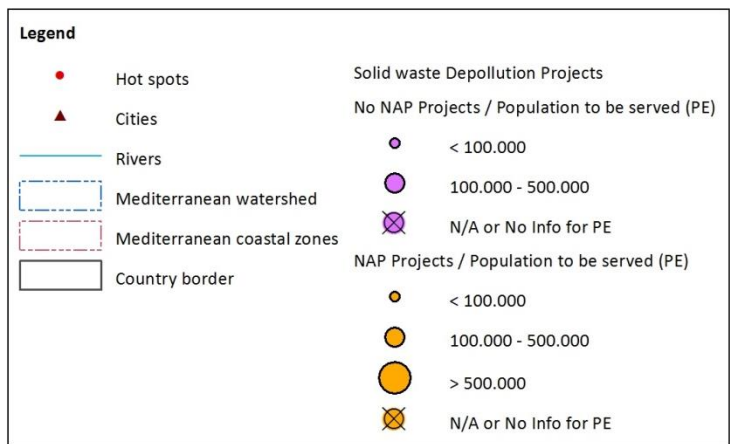 Legend
Hot spots
Cities
Rivers
Mediterranean watershed
Mediterranean coastal zones
Country border
Solid waste Depollution Projects
No NAP Projects / Population to be served (PE)
< 100.000
100.000 - 500.000
N/A or No Info for PE
NAP Projects / Population to be served (PE)
< 100.000
100.000 - 500.000
> 500.000
N/A or No Info for PE